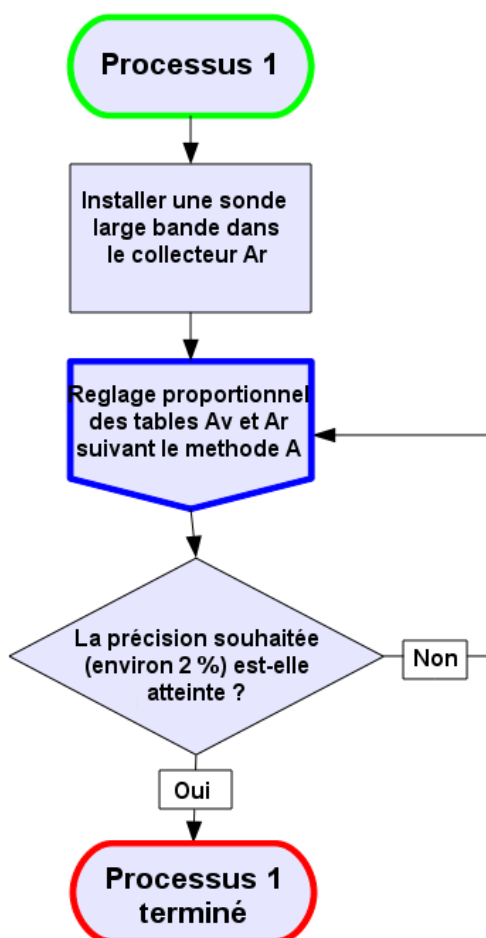 Processus 1
Installer une sonde
large bande dans
le collecteur Ar
Reglage proportionnel
des tables Av et Ar
suivant le methode A
La précision souhaitée
(environ 2 %) est-elle
atteinte ?
Non
Oui
Processus 1
terminé